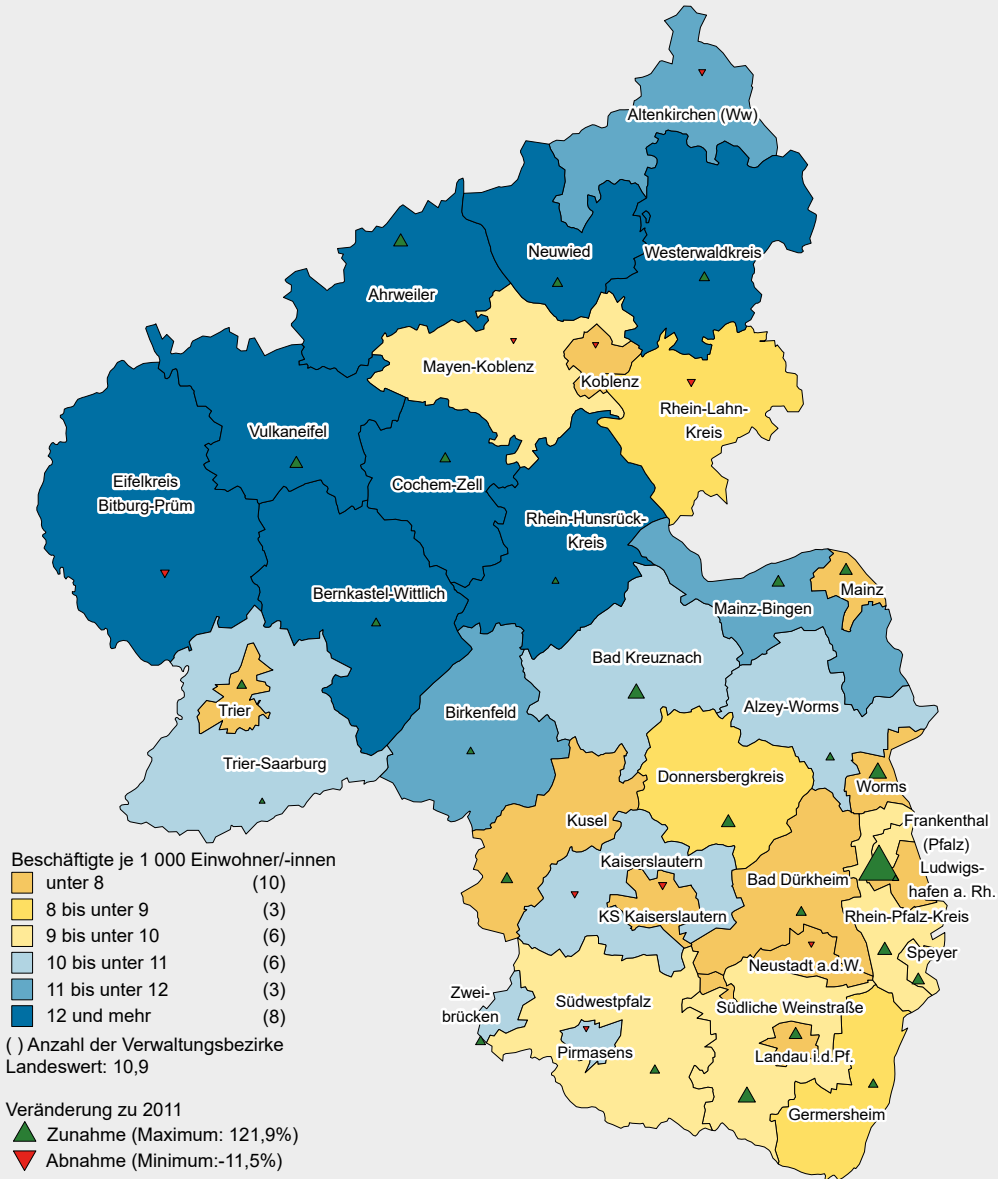 Altenkirchen (Ww)
Neuwied
Westerwaldkreis
Ahrweiler
Mayen-Koblenz
Koblenz
Rhein-Lahn-
Kreis
Vulkaneifel
Cochem-Zell
Eifelkreis
Bitburg-Prüm
Rhein-Hunsrück-
Kreis
Bernkastel-Wittlich
Mainz
Mainz-Bingen
Bad Kreuznach
Alzey-Worms
Birkenfeld
Trier
Trier-Saarburg
Donnersbergkreis
Worms
Kusel
Frankenthal
(Pfalz)
Ludwigs-
hafen a. Rh.
Kaiserslautern
Bad Dürkheim
KS Kaiserslautern
Rhein-Pfalz-Kreis
Speyer
Neustadt a.d.W.
Zwei-
brücken
Südwestpfalz
Südliche Weinstraße
Pirmasens
Landau i.d.Pf.
Germersheim
Beschäftigte je 1 000 Einwohner/-innen
unter 8 (10)
8 bis unter 9 (3)
9 bis unter 10 (6)
10 bis unter 11 (6)
11 bis unter 12 (3)
12 und mehr (8)
( ) Anzahl der Verwaltungsbezirke
Landeswert: 10,9
Veränderung zu 2011
Zunahme (Maximum: 121,9%)
Abnahme (Minimum:-11,5%)